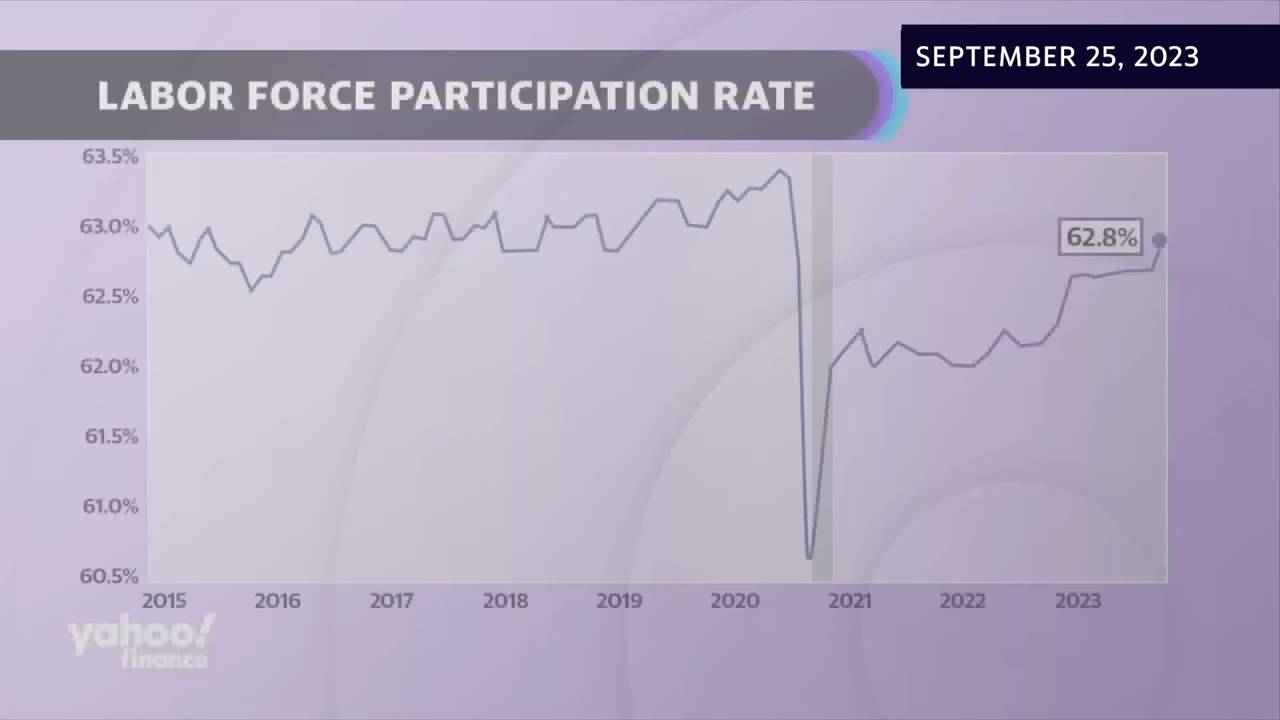 SEPTEMBER 25, 2023
LABOR FORCE PARTICIPATION RATE
63.5%
63.0%
62.8%
62.5%
62.0%
61.5%
61.0%
60.5%
2015 2016 2017 2018 2019 2020 2021 2022 2023
yahoo!
finance